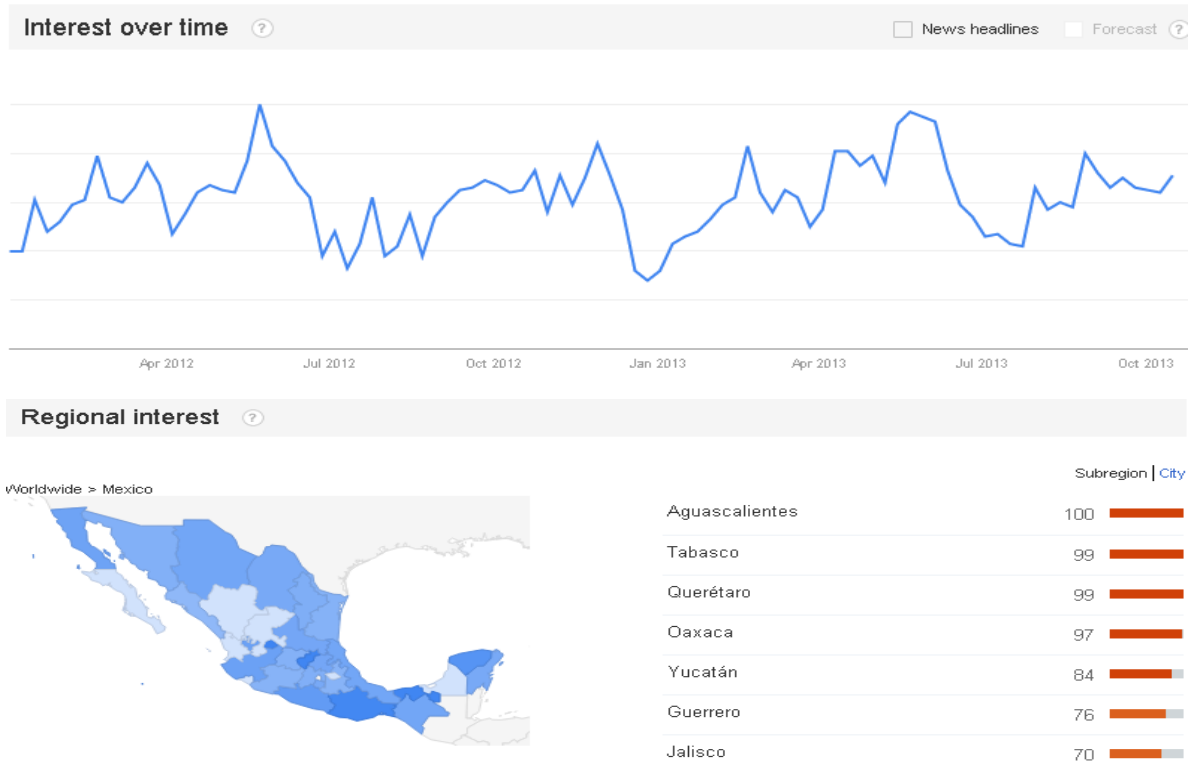 Interest over time ?
News headlines Forecast ?
Apr 2012 Jul 2012 Oct 2012 Jan 2013 Apr 2013 Jul 2013 Oct 2013
Regional interest ?
Subregion | City
Worldwide > Mexico
Aguascalientes 100
Tabasco 99
Querétaro 99
Oaxaca 97
Yucatán 84
Guerrero 76
Jalisco 70